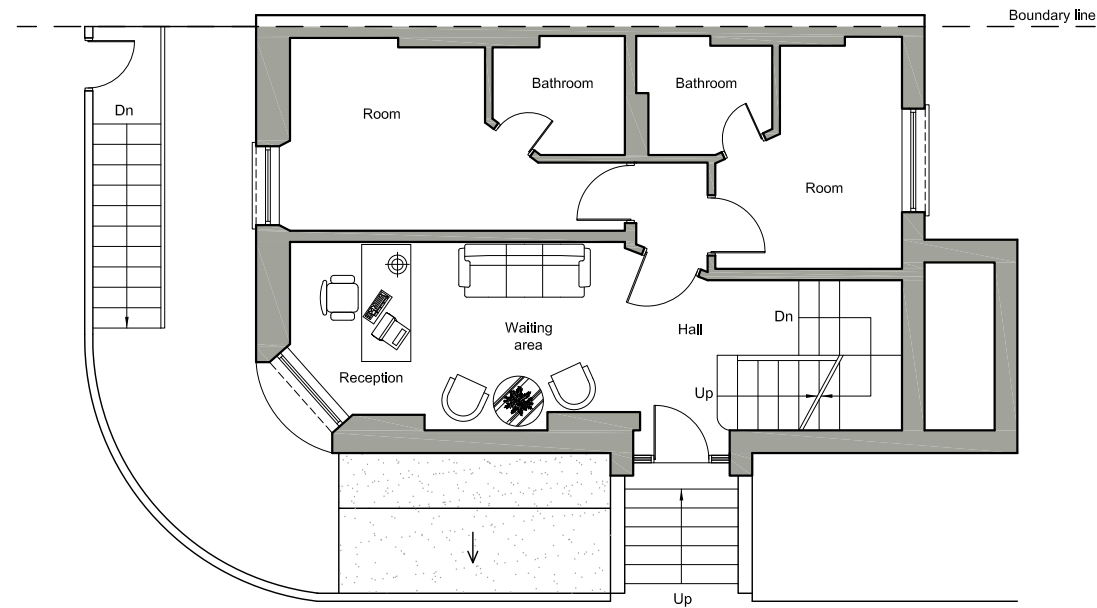 Boundary line
Dn
Room
Bathroom
Bathroom
Room
Waiting
area
Hall
Dn
Reception
Up
Up